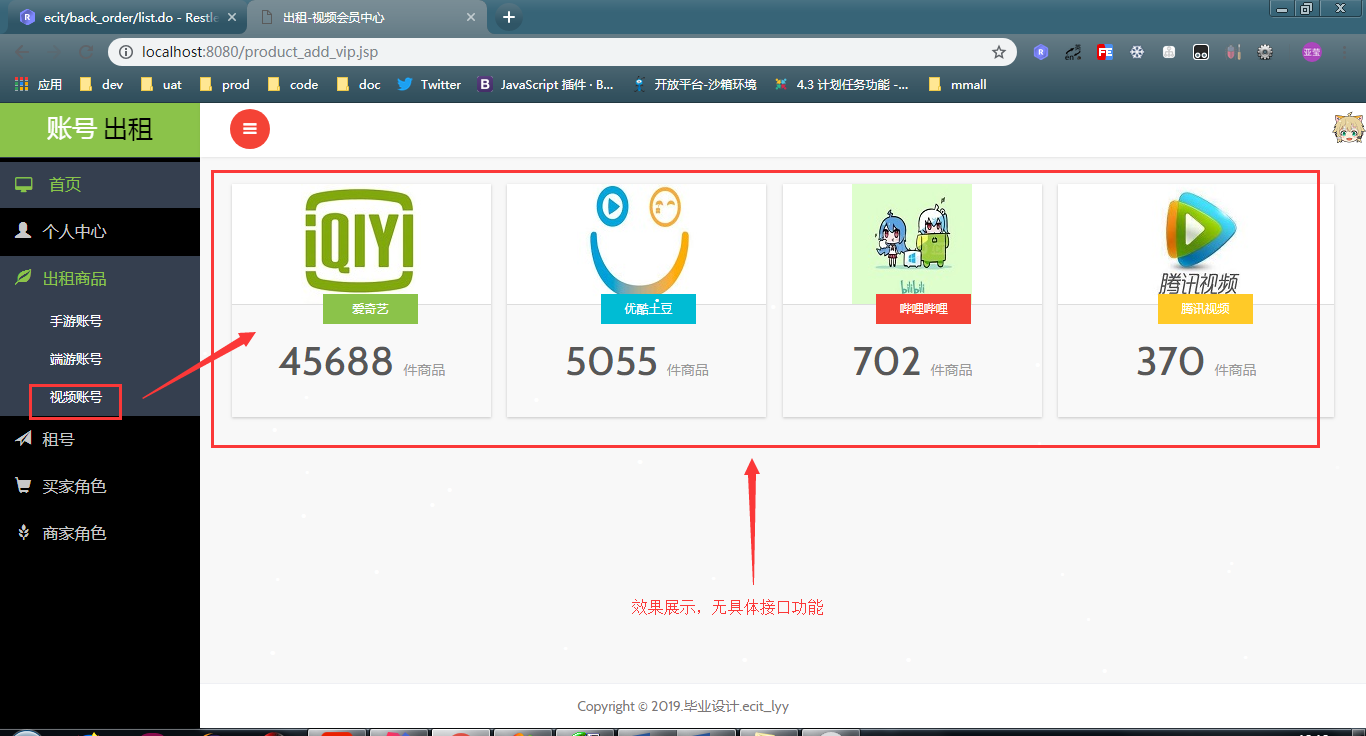 ecit/back_order/list.do - Restle
出租-视频会员中心
localhost:8080/product_add_vip.jsp
应用
dev
uat
prod
code
doc
Twitter
JavaScript 插件 · B...
开放平台-沙箱环境
4.3 计划任务功能 -...
mmall
亚莹
账号 出租
首页
个人中心
出租商品
手游账号
端游账号
视频账号
租号
买家角色
商家角色
iQIYI
爱奇艺
45688 件商品
优酷土豆
5055 件商品
bilibili
哔哩哔哩
702 件商品
腾讯视频
腾讯视频
370 件商品
效果展示，无具体接口功能
Copyright © 2019.毕业设计.ecit_lyy